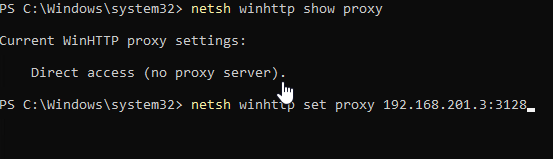 PS C:\Windows\system32> netsh winhttp show proxy
Current WinHTTP proxy settings:
Direct access (no proxy server).
PS C:\Windows\system32> netsh winhttp set proxy 192.168.201.3:3128